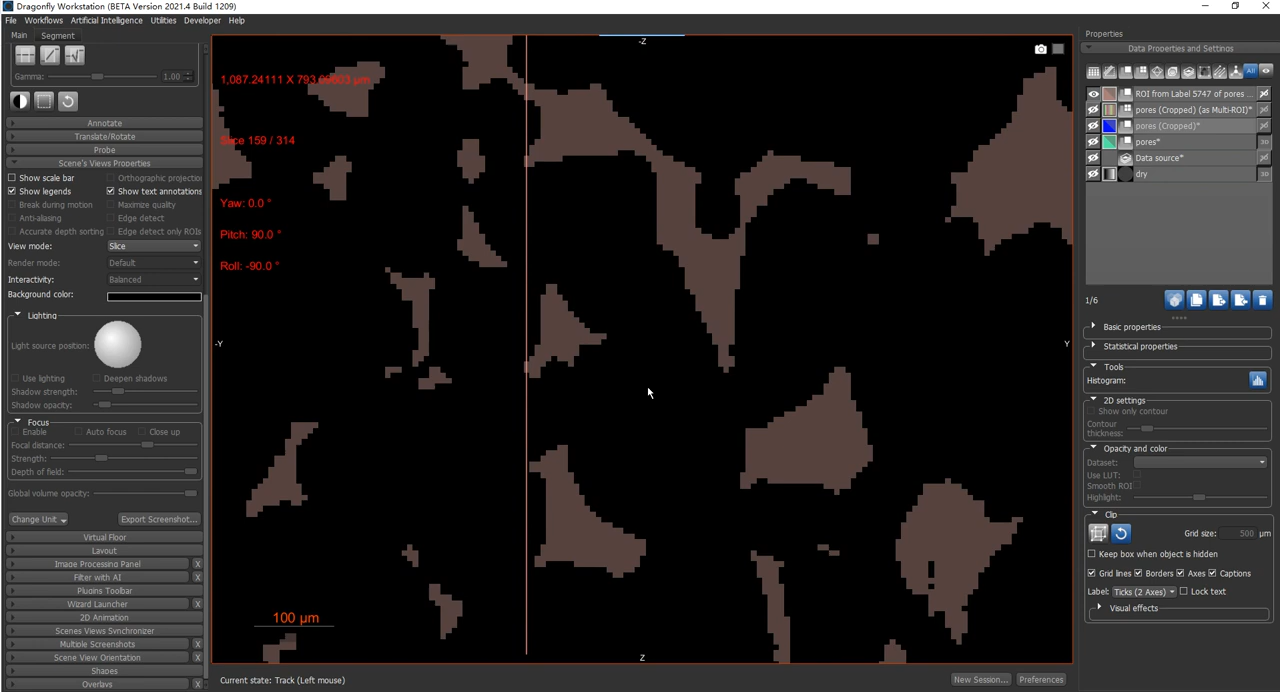 Dragonfly Workstation (BETA Version 2021.4 Build 1209)
File Workflows Artificial Intelligence Utilities Developer Help
Main Segment
Gamma: 1.00
Annotate
Translate/Rotate
Probe
Scene's Views Properties
Show scale bar Orthographic projectio
Show legends Show text annotations
Break during motion Maximize quality
Anti-aliasing Edge detect
Accurate depth sorting Edge detect only ROIs
View mode: Slice
Render mode: Default
Interactivity: Balanced
Background color:
Lighting
Light source position:
Use lighting Deepen shadows
Shadow strength:
Shadow opacity:
Focus
Enable Auto focus Close up
Focal distance:
Strength:
Depth of field:
Global volume opacity:
Change Unit Export Screenshot...
Virtual Floor
Layout
Image Processing Panel X
Filter with AI X
Plugins Toolbar
Wizard Launcher X
2D Animation
Scenes Views Synchronizer
Multiple Screenshots X
Scene View Orientation X
Shapes
Overlays X
-Z
Slice 159 / 314
Yaw: 0.0 °
Pitch: 90.0 °
Roll: -90.0 °
-Y
Y
100 µm
Z
Current state: Track (Left mouse)
New Session... Preferences
Properties
Data Properties and Settings
All
ROI from Label 5747 of pores ...
pores (Cropped) (as Multi-ROI)*
pores (Cropped)*
pores* 3D
Data source*
dry 3D
1/6
Basic properties
Statistical properties
Tools
Histogram:
2D settings
Show only contour
Contour
thickness:
Opacity and color
Dataset:
Use LUT:
Smooth ROI
Highlight:
Clip
Grid size: 500 µm
Keep box when object is hidden
Grid lines Borders Axes Captions
Label: Ticks (2 Axes) Lock text
Visual effects